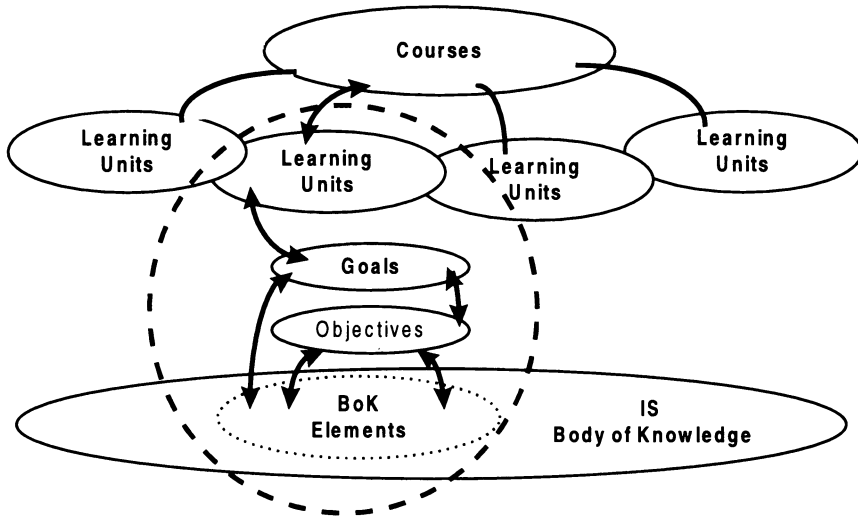 Courses
Learning
Units
Learning
Units
Learning
Units
Learning
Units
Goals
Objectives
BoK
Elements
IS
Body of Knowledge